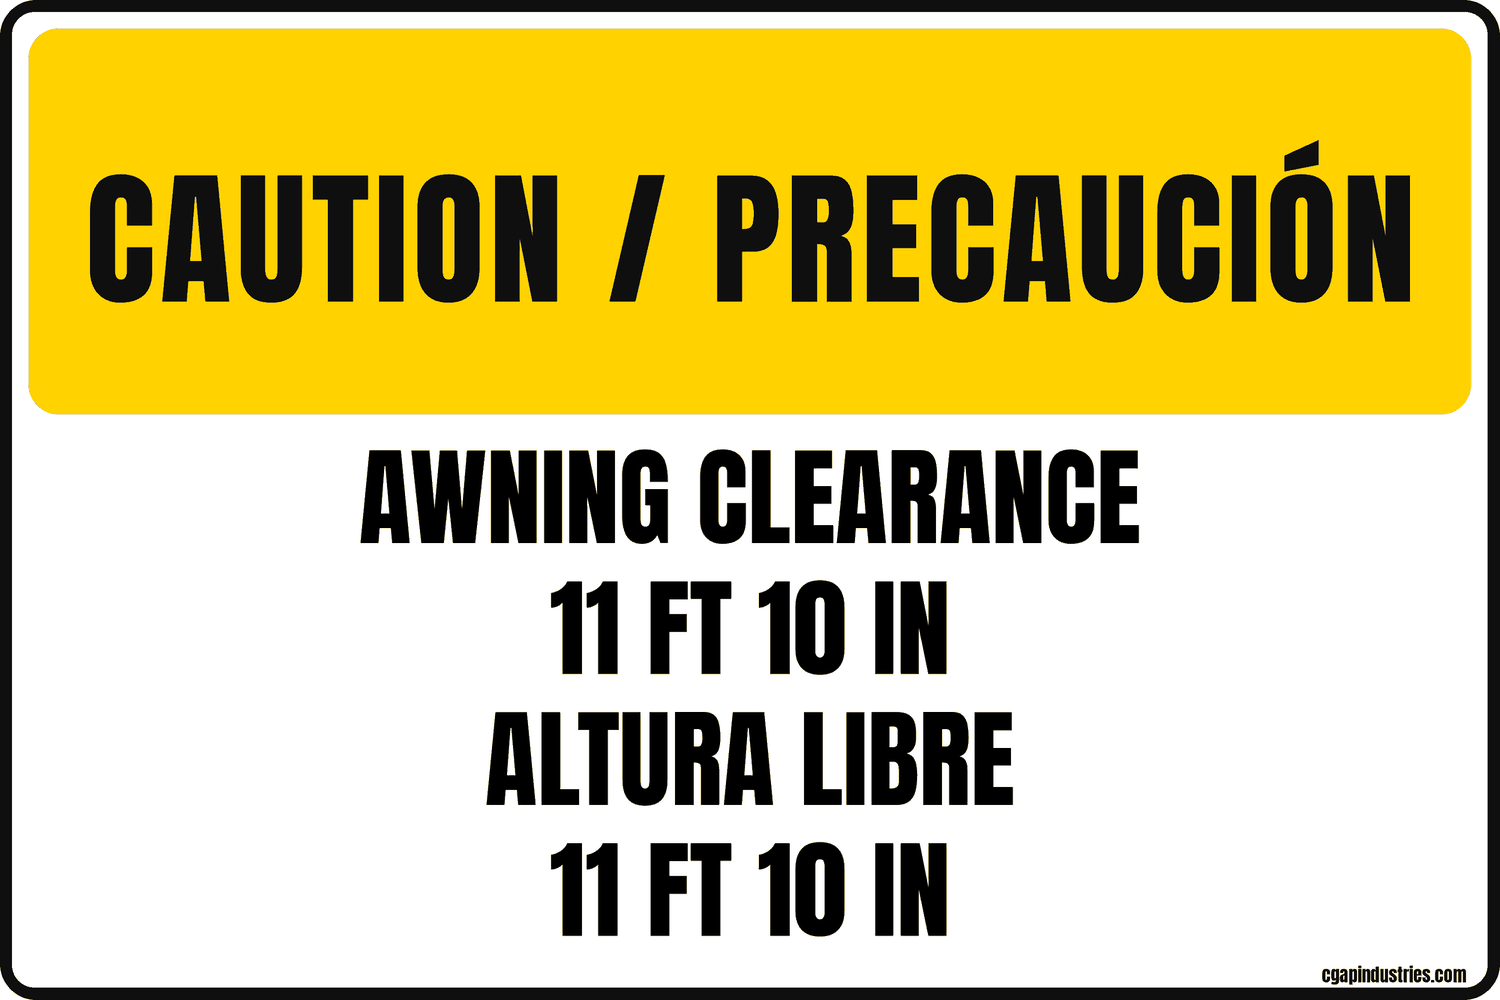 CAUTION / PRECAUCIÓN
AWNING CLEARANCE
11 FT 10 IN
ALTURA LIBRE
11 FT 10 IN
cgapindustries.com